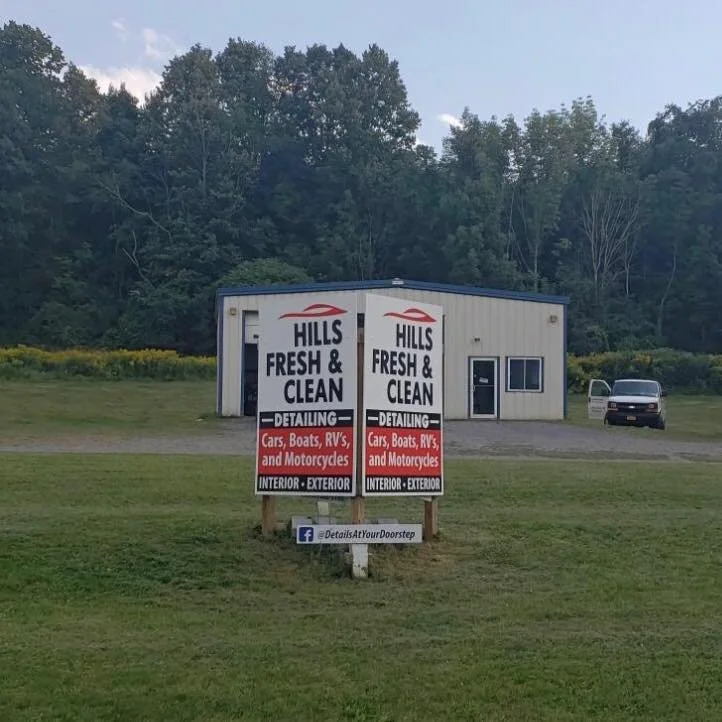 HILLS
FRESH &
CLEAN
DETAILING
Cars, Boats, RV's,
and Motorcycles
INTERIOR • EXTERIOR
HILLS
FRESH &
CLEAN
DETAILING
Cars, Boats, RV's,
and Motorcycles
INTERIOR • EXTERIOR
f @DetailsAtYourDoorstep